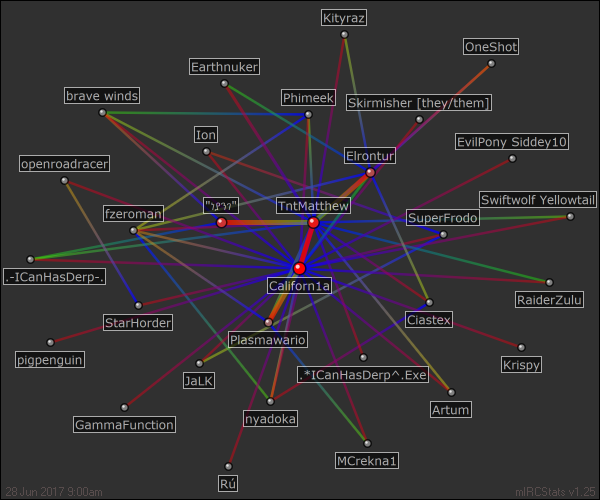 Kityraz
OneShot
Earthnuker
brave winds
Phimeek
Skirmisher [they/them]
Ion
EvilPony Siddey10
openroadracer
Elrontur
Swiftwolf Yellowtail
TntMatthew
fzeroman
SuperFrodo
.-ICanHasDerp-.
Californ1a
RaiderZulu
StarHorder
Ciastex
Plasmawario
pigpenguin
Krispy
JaLK
.*ICanHasDerp^.Exe
Artum
GammaFunction
nyadoka
MCrekna1
Rú
28 Jun 2017 9:00am
mIRCStats v1.25